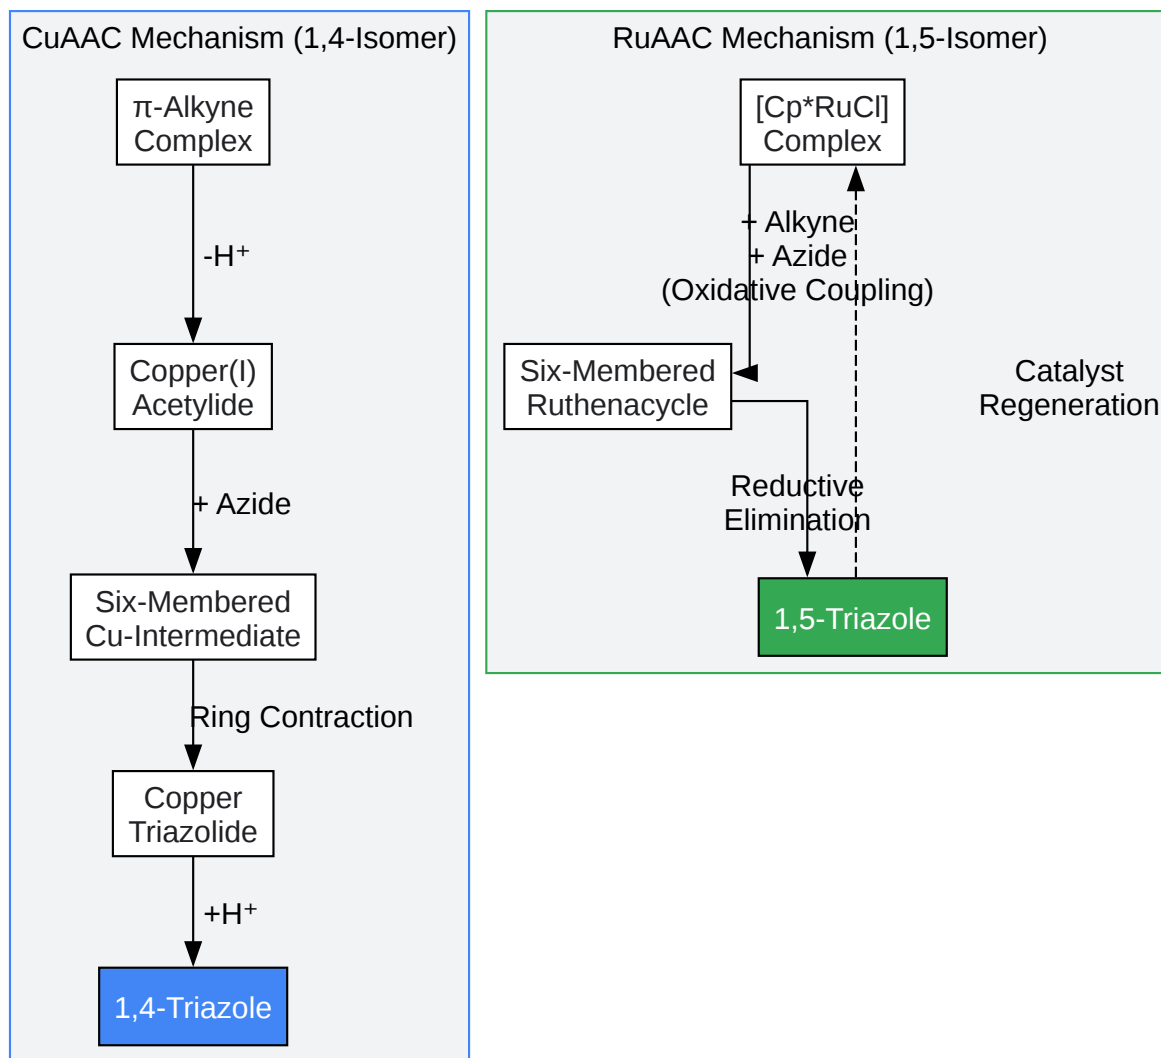 CuAAC Mechanism (1,4-Isomer)
π-Alkyne
Complex
-H⁺
Copper(I)
Acetylide
+ Azide
Six-Membered
Cu-Intermediate
Ring Contraction
Copper
Triazolide
+H⁺
1,4-Triazole
RuAAC Mechanism (1,5-Isomer)
[Cp*RuCl]
Complex
+ Alkyne
+ Azide
(Oxidative Coupling)
Six-Membered
Ruthenacycle
Catalyst
Regeneration
Reductive
Elimination
1,5-Triazole